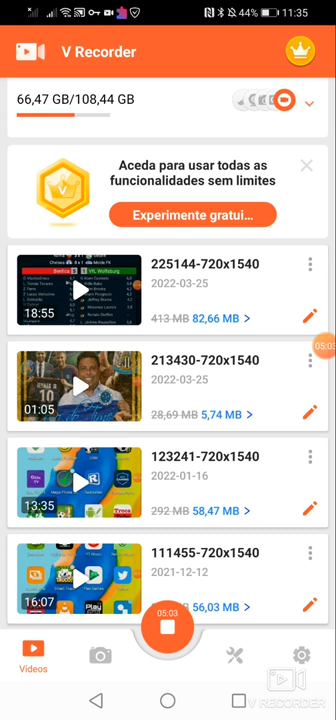 44% 11:35
V Recorder
66,47 GB/108,44 GB
Aceda para usar todas as
funcionalidades sem limites
Experimente gratui...
225144-720x1540
2022-03-25
18:55
413 MB 82,66 MB >
05:03
213430-720x1540
2022-03-25
01:05
28,69 MB 5,74 MB >
123241-720x1540
2022-01-16
13:35
292 MB 58,47 MB >
111455-720x1540
2021-12-12
16:07
56,03 MB >
05:03
Vídeos
V RECORDER